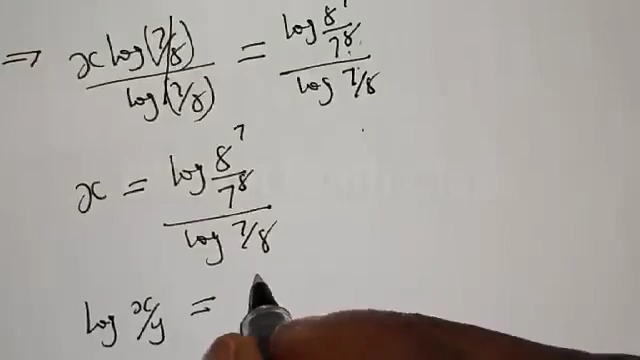 ⇒ x log(7/8) / log(7/8) = log 8^7/7^8 / log 7/8
x = log 8^7/7^8 / log 7/8
log x/y =